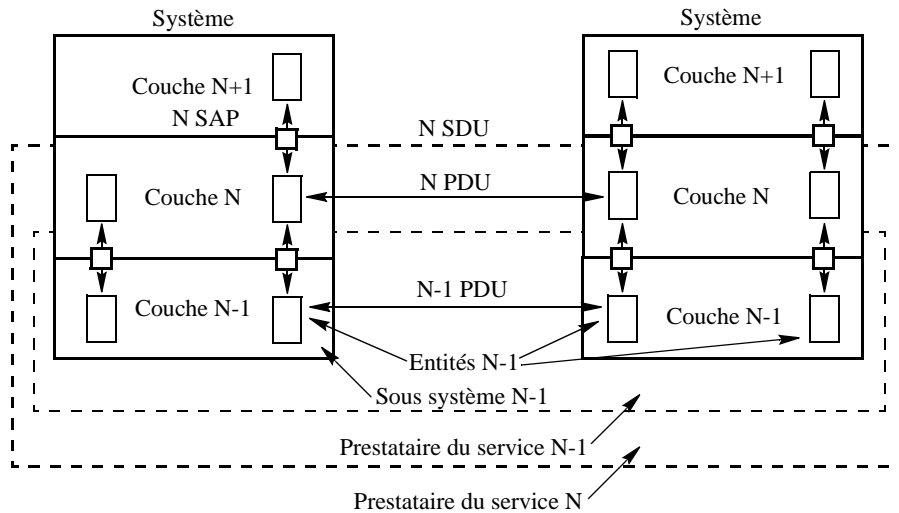 Système
Système
Couche N+1
Couche N+1
N SAP
N SDU
N PDU
Couche N
Couche N
N-1 PDU
Couche N-1
Couche N-1
Entités N-1
Sous système N-1
Prestataire du service N-1
Prestataire du service N